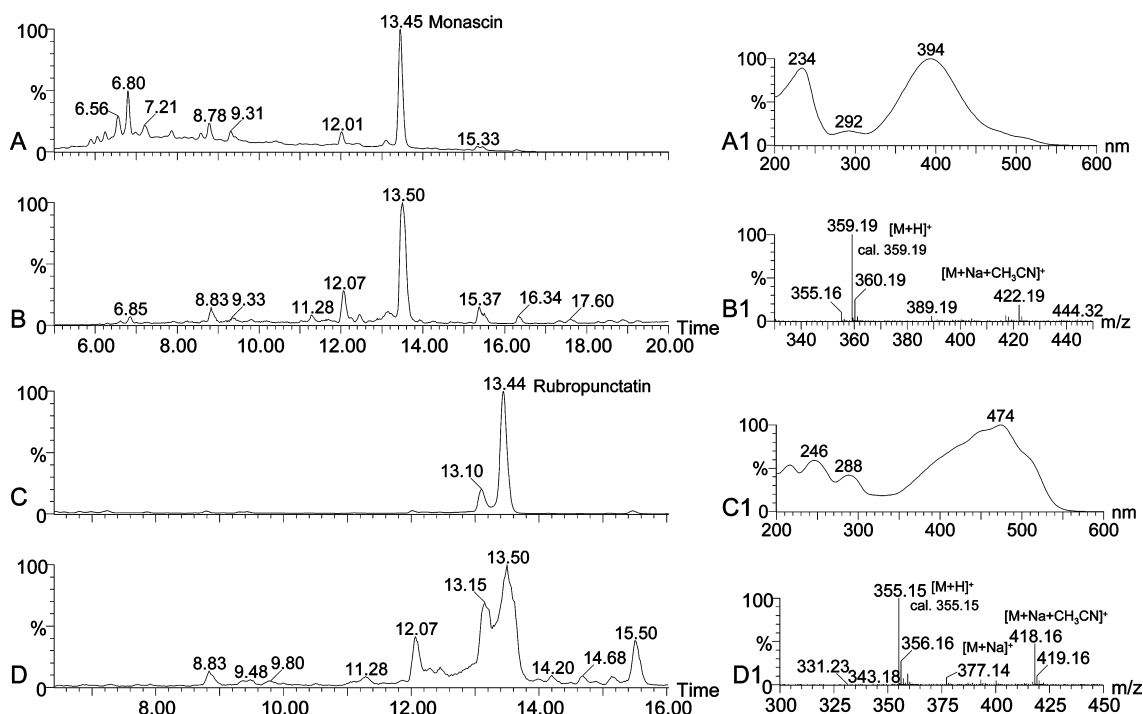 100
%
0
A
13.45 Monascin
6.80
6.56
7.21
8.78
9.31
12.01
15.33
100
%
0
B
13.50
12.07
6.85
8.83
9.33
11.28
15.37
16.34
17.60
Time
6.00 8.00 10.00 12.00 14.00 16.00 18.00 20.00
100
%
0
C
13.44 Rubropunctatin
13.10
100
%
0
D
13.50
13.15
12.07
8.83
9.48
9.80
11.28
14.20
14.68
15.50
Time
8.00 10.00 12.00 14.00 16.00
100
%
0
A1
234
292
394
200 300 400 500 600 nm
100
%
0
B1
359.19 [M+H]+
cal. 359.19
355.16
360.19
[M+Na+CH₃CN]+
389.19
422.19
444.32
340 360 380 400 420 440 m/z
100
%
0
C1
246
288
474
200 300 400 500 600 nm
100
%
0
D1
355.15 [M+H]+
cal. 355.15
356.16
331.23
343.18
[M+Na]+
377.14
[M+Na+CH₃CN]+
418.16
419.16
300 325 350 375 400 425 450 m/z